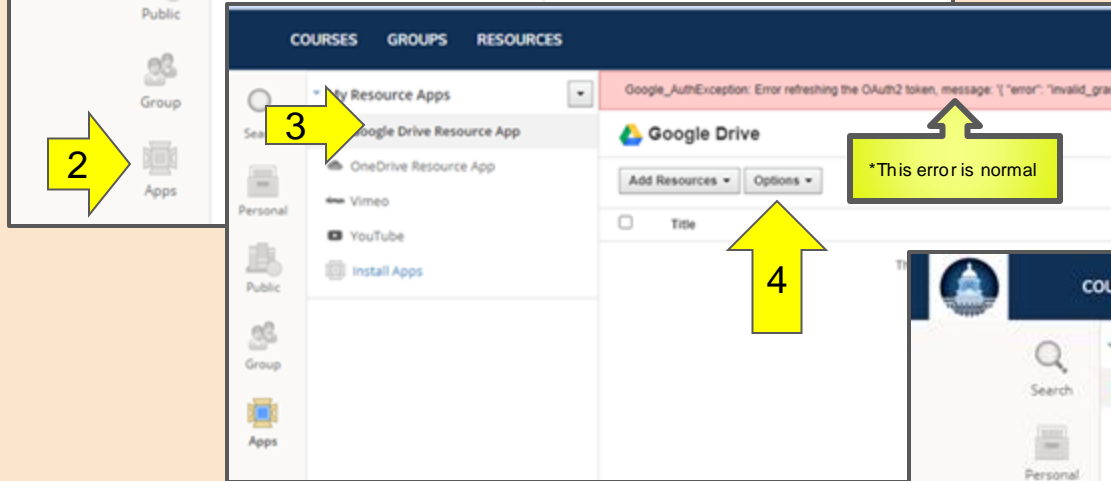 Public
Group
2
Apps
COURSES GROUPS RESOURCES
My Resource Apps
3
Google Drive Resource App
OneDrive Resource App
Vimeo
YouTube
Install Apps
Personal
Public
Group
Apps
Google_AuthException: Error refreshing the OAuth2 token, message: '{ "error": "invalid_gran
Google Drive
*This error is normal
Add Resources Options
Title
4
COU
Search
Personal